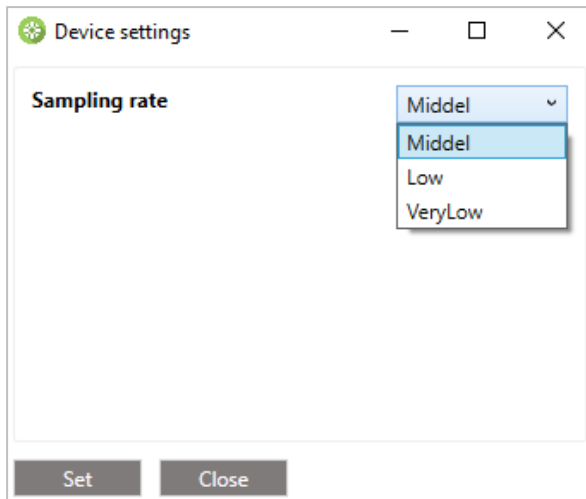 Device settings
Sampling rate
Middel
Middel
Low
VeryLow
Set
Close